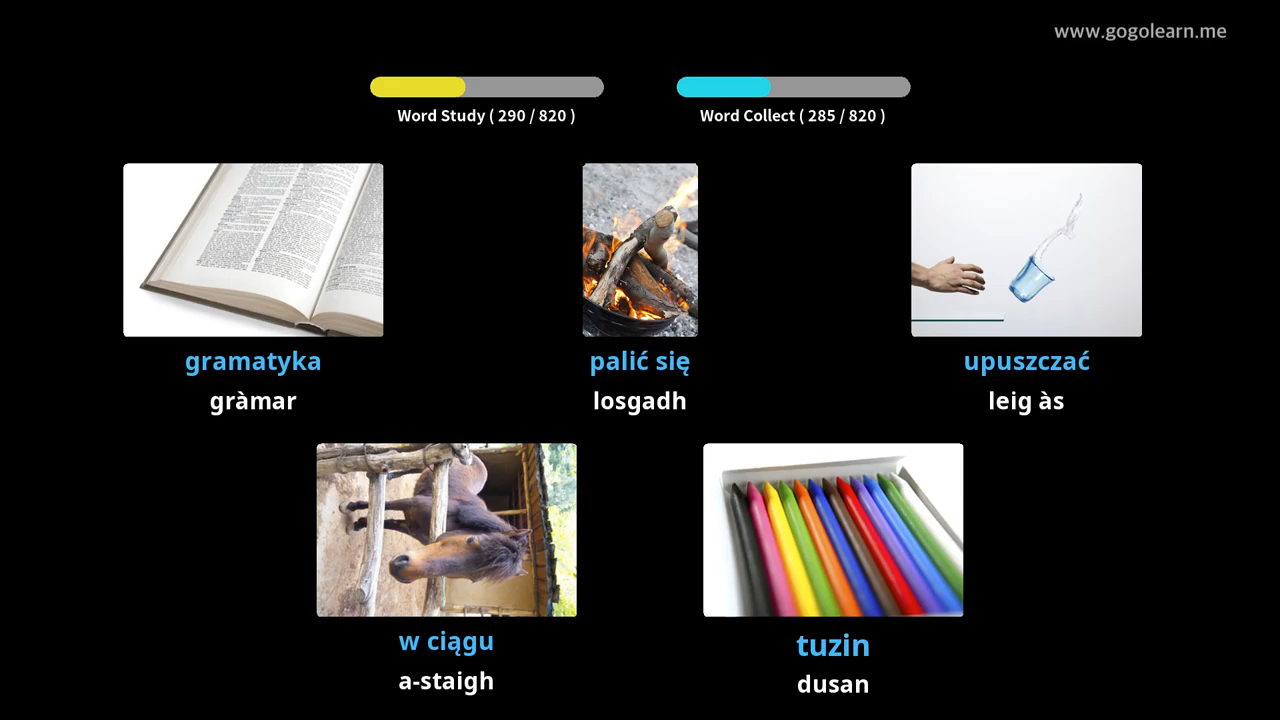 www.gogolearn.me
Word Study ( 290 / 820 )
Word Collect ( 285 / 820 )
gramatyka
gràmar
palić się
losgadh
upuszczać
leig às
w ciągu
a-staigh
tuzin
dusan